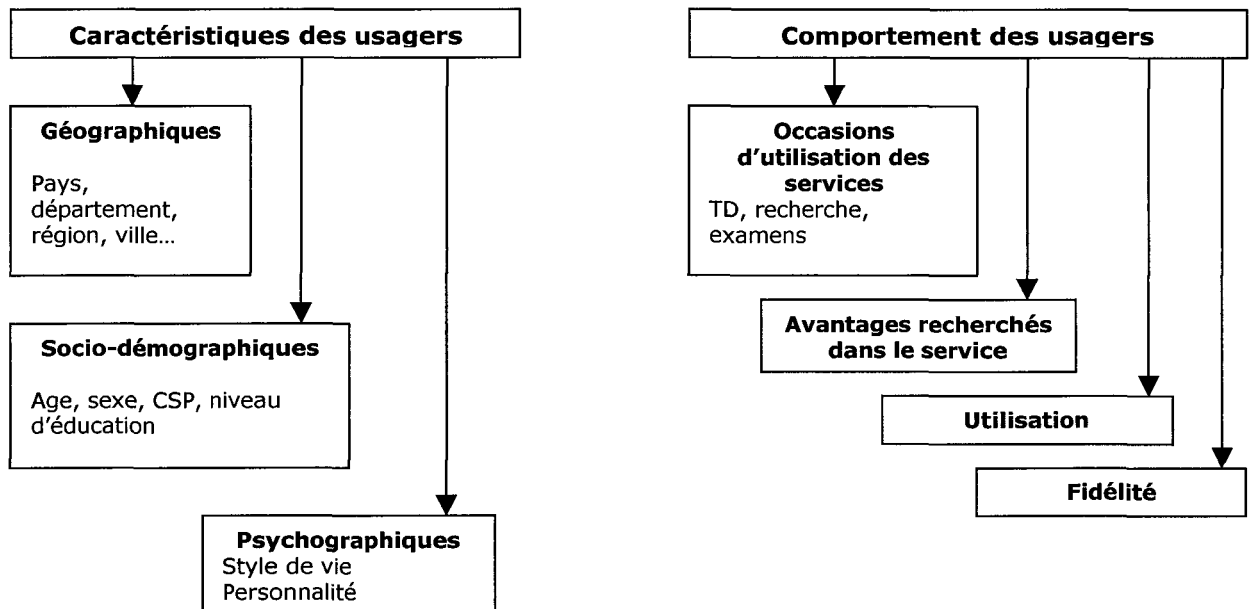 Caractéristiques des usagers
Géographiques
Pays,
département,
région, ville...
Socio-démographiques
Age, sexe, CSP, niveau
d'éducation
Psychographiques
Style de vie
Personnalité
Comportement des usagers
Occasions
d'utilisation des
services
TD, recherche,
examens
Avantages recherchés
dans le service
Utilisation
Fidélité